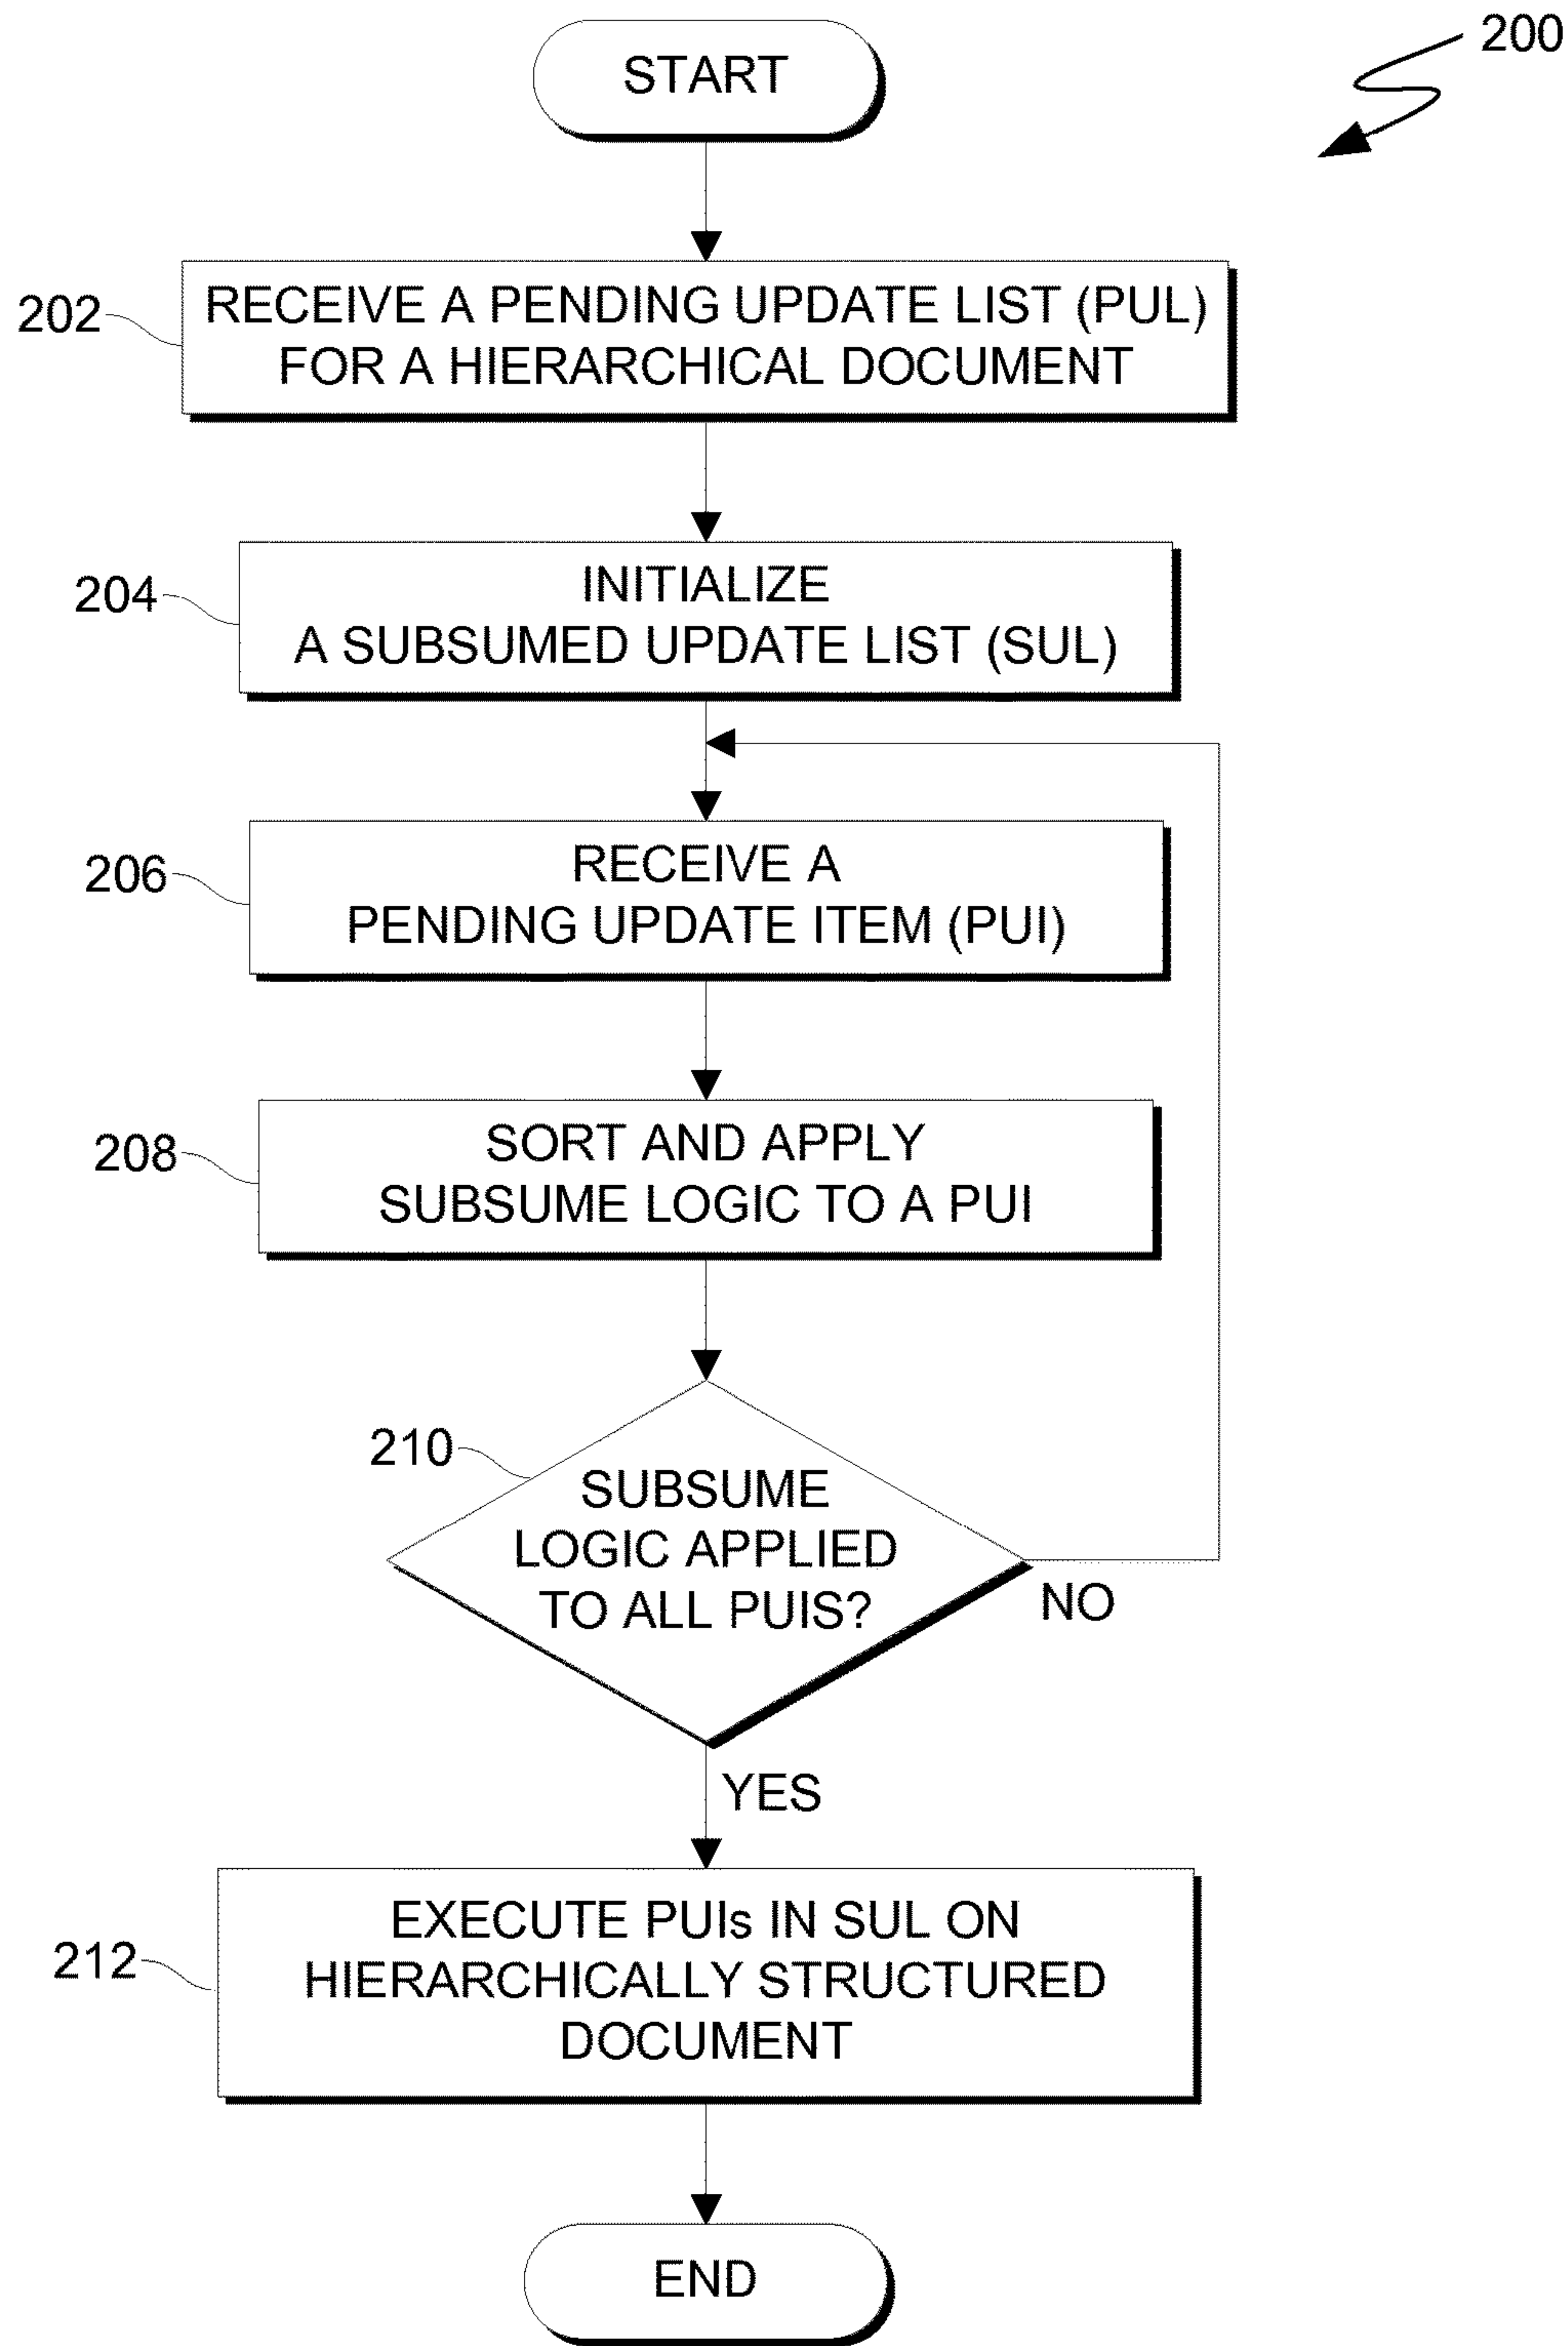 200
START
202
RECEIVE A PENDING UPDATE LIST (PUL)
FOR A HIERARCHICAL DOCUMENT
204
INITIALIZE
A SUBSUMED UPDATE LIST (SUL)
206
RECEIVE A
PENDING UPDATE ITEM (PUI)
208
SORT AND APPLY
SUBSUME LOGIC TO A PUI
210
SUBSUME
LOGIC APPLIED
TO ALL PUIS?
NO
YES
212
EXECUTE PUIs IN SUL ON
HIERARCHICALLY STRUCTURED
DOCUMENT
END